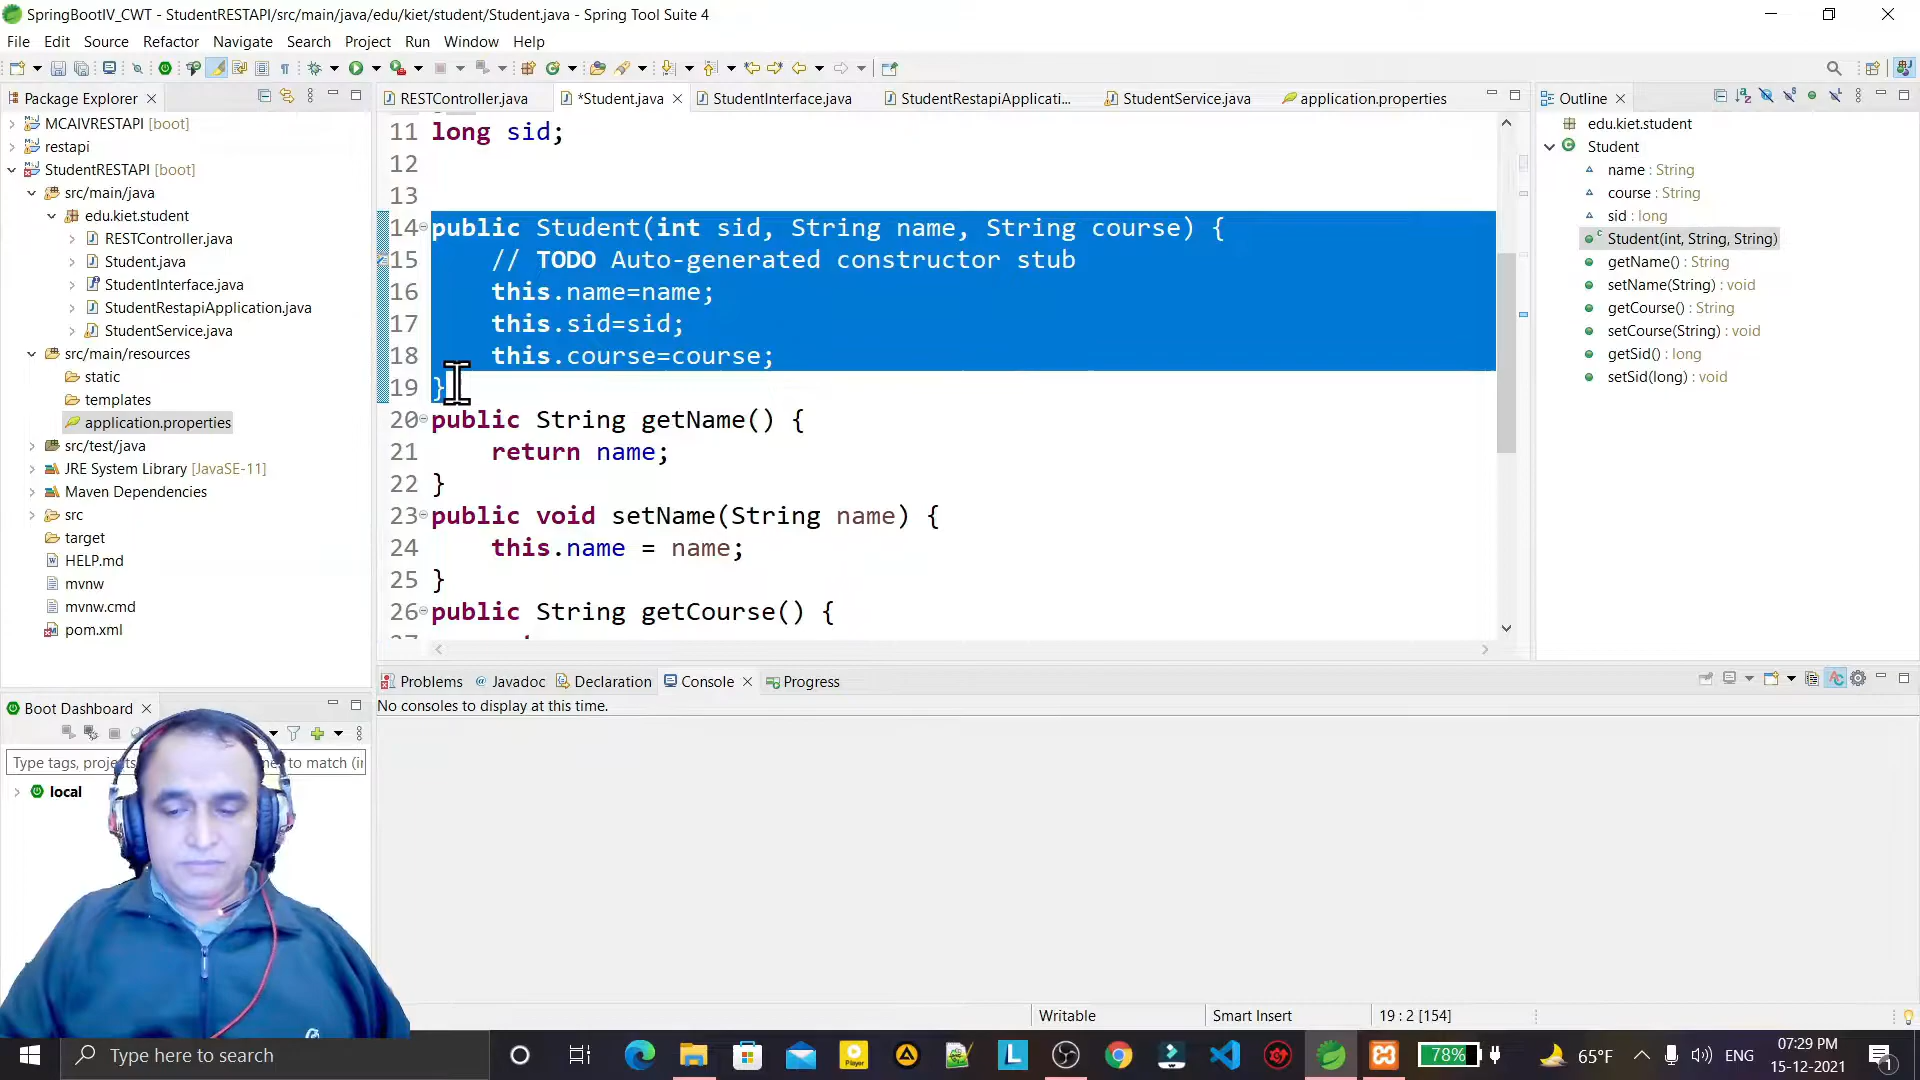 SpringBootIV_CWT - StudentRESTAPI/src/main/java/edu/kiet/student/Student.java - Spring Tool Suite 4
File Edit Source Refactor Navigate Search Project Run Window Help
Package Explorer
MCAIVRESTAPI [boot]
restapi
StudentRESTAPI [boot]
src/main/java
edu.kiet.student
RESTController.java
Student.java
StudentInterface.java
StudentRestapiApplication.java
StudentService.java
src/main/resources
static
templates
application.properties
src/test/java
JRE System Library [JavaSE-11]
Maven Dependencies
src
target
HELP.md
mvnw
mvnw.cmd
pom.xml
RESTController.java *Student.java StudentInterface.java StudentRestapiApplicati... StudentService.java application.properties
11 long sid;
12
13
14 public Student(int sid, String name, String course) {
15 // TODO Auto-generated constructor stub
16 this.name=name;
17 this.sid=sid;
18 this.course=course;
19 }
20 public String getName() {
21 return name;
22 }
23 public void setName(String name) {
24 this.name = name;
25 }
26 public String getCourse() {
Outline
edu.kiet.student
Student
name : String
course : String
sid : long
Student(int, String, String)
getName() : String
setName(String) : void
getCourse() : String
setCourse(String) : void
getSid() : long
setSid(long) : void
Problems Javadoc Declaration Console Progress
No consoles to display at this time.
Boot Dashboard
Type tags, to match (i
local
Writable Smart Insert 19 : 2 [154]
Type here to search
78% 65°F ENG
07:29 PM
15-12-2021
1